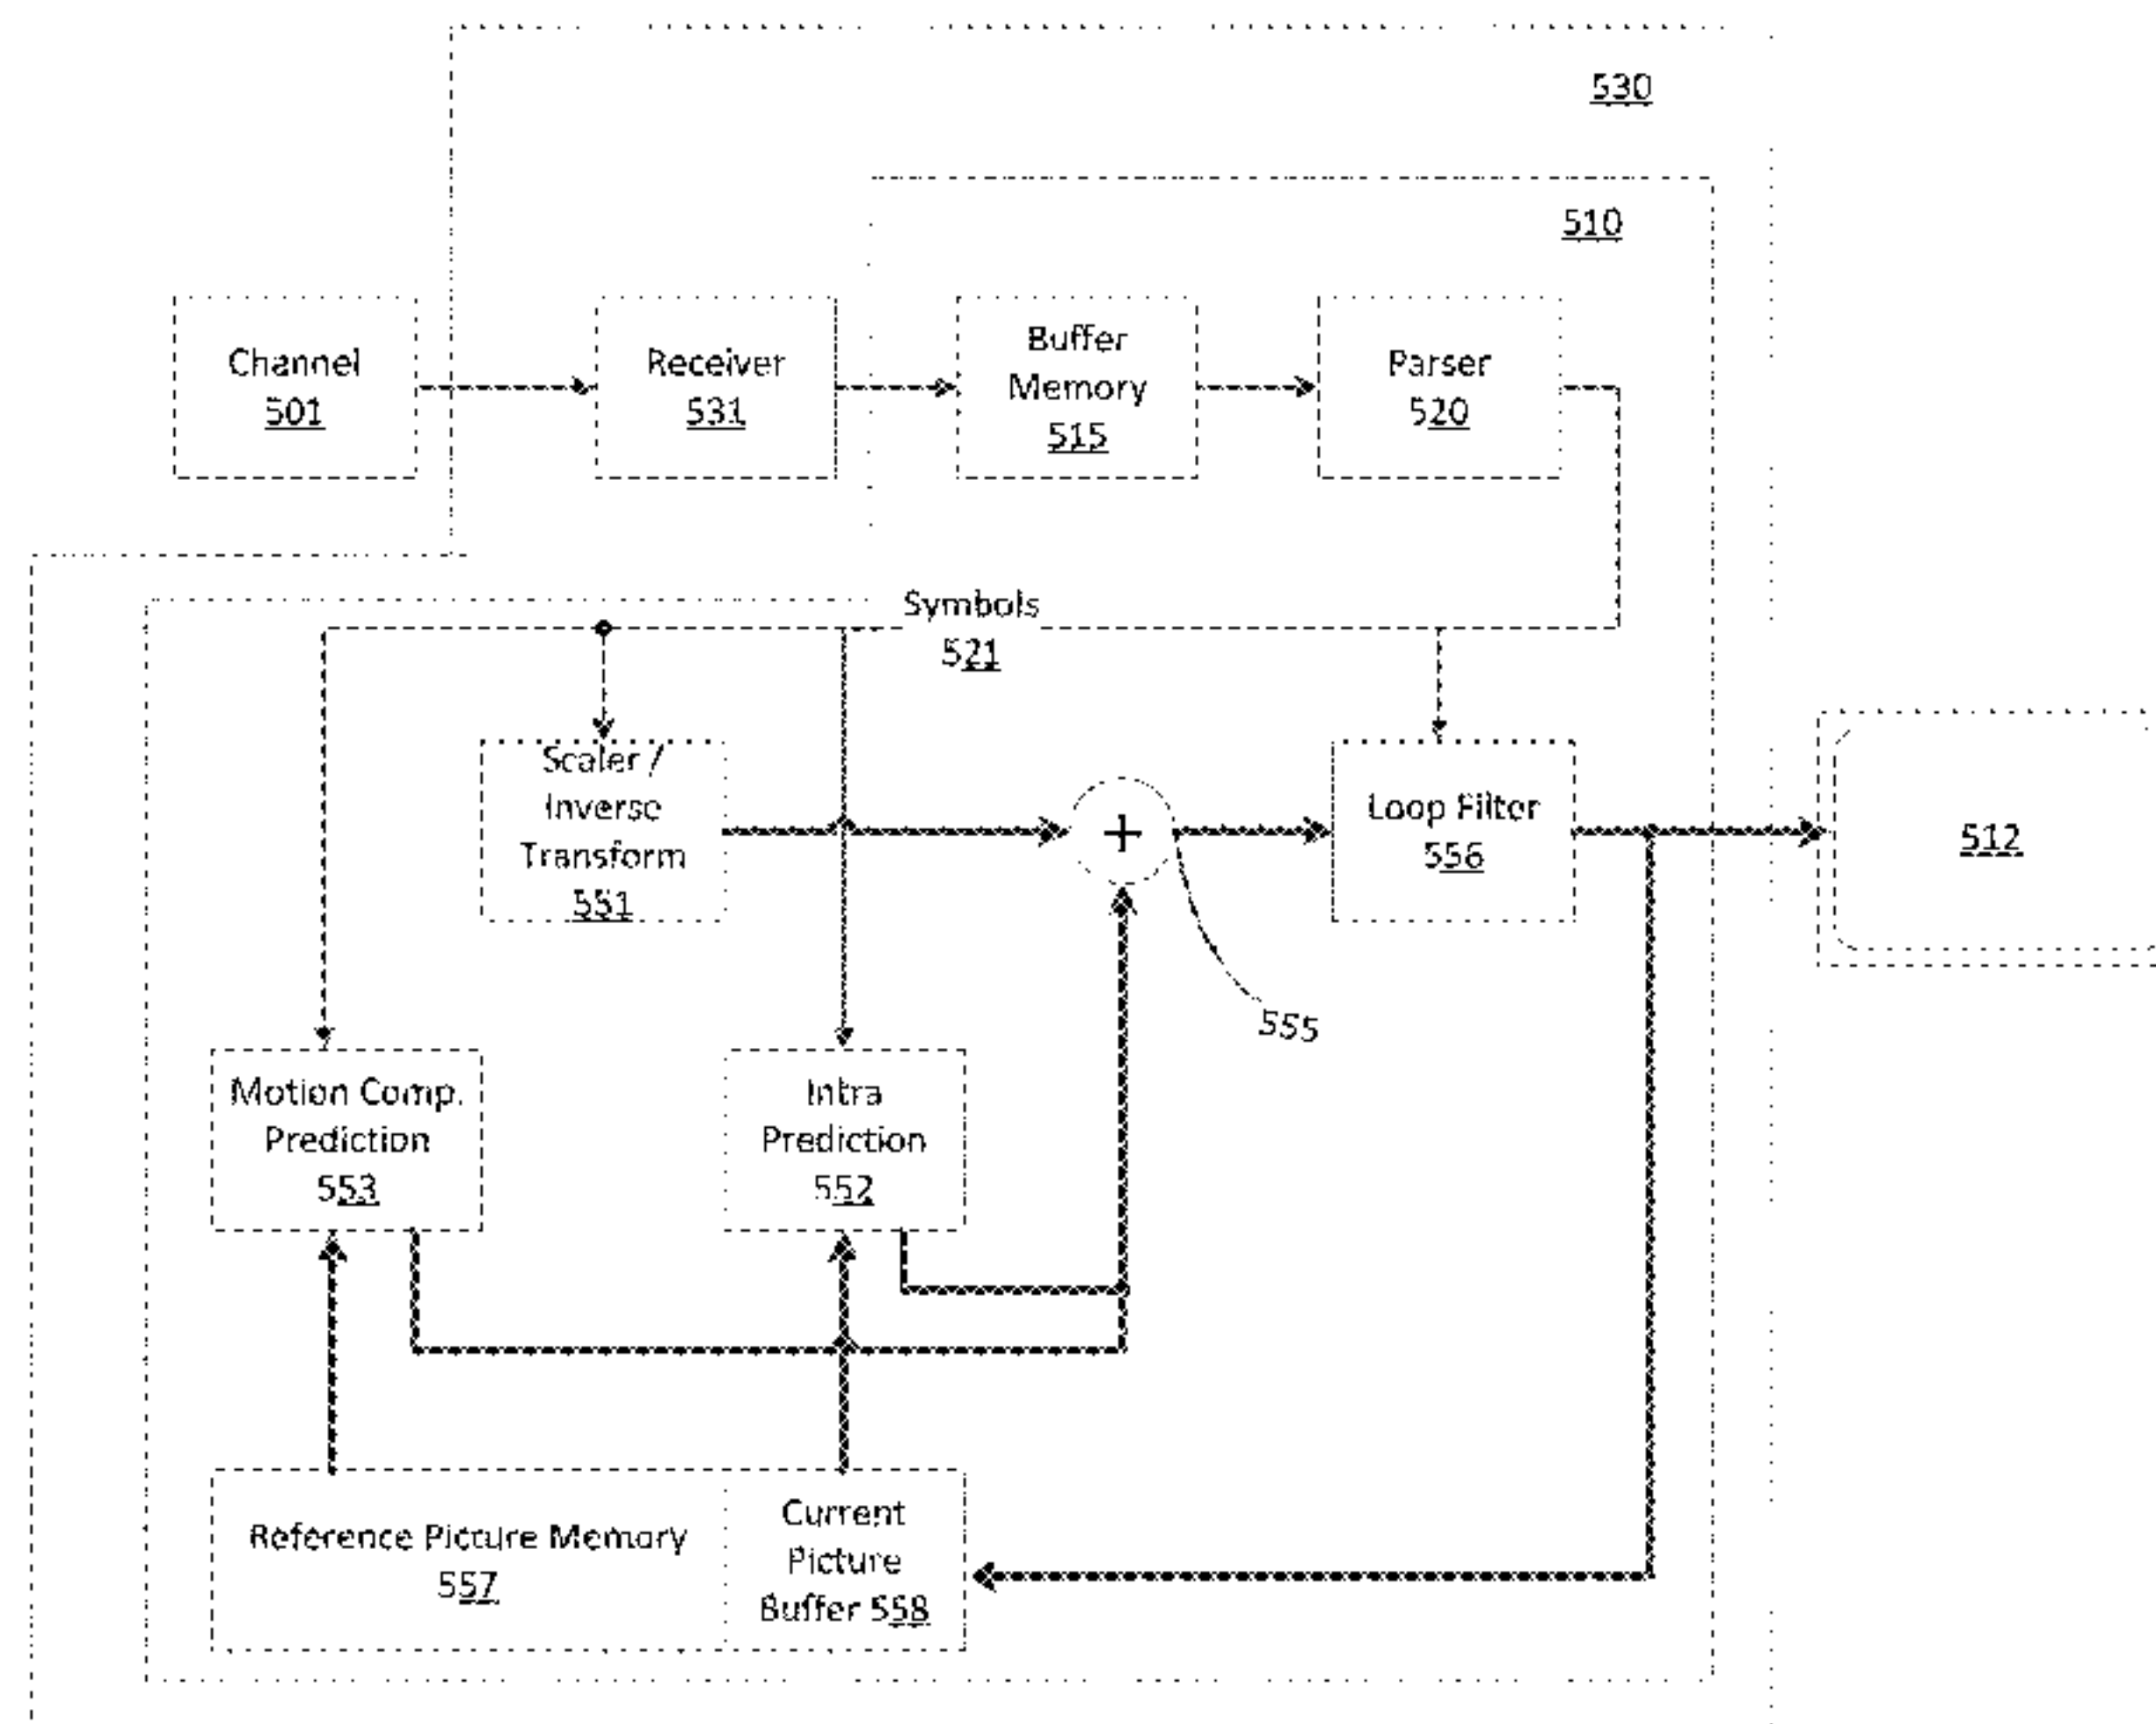 530
510
Channel
501
Receiver
531
Buffer
Memory
515
Parser
520
Symbols
521
Scaler /
Inverse
Transform
551
+
Loop Filter
556
512
555
Motion Comp.
Prediction
553
Intra
Prediction
552
Reference Picture Memory
557
Current
Picture
Buffer 558